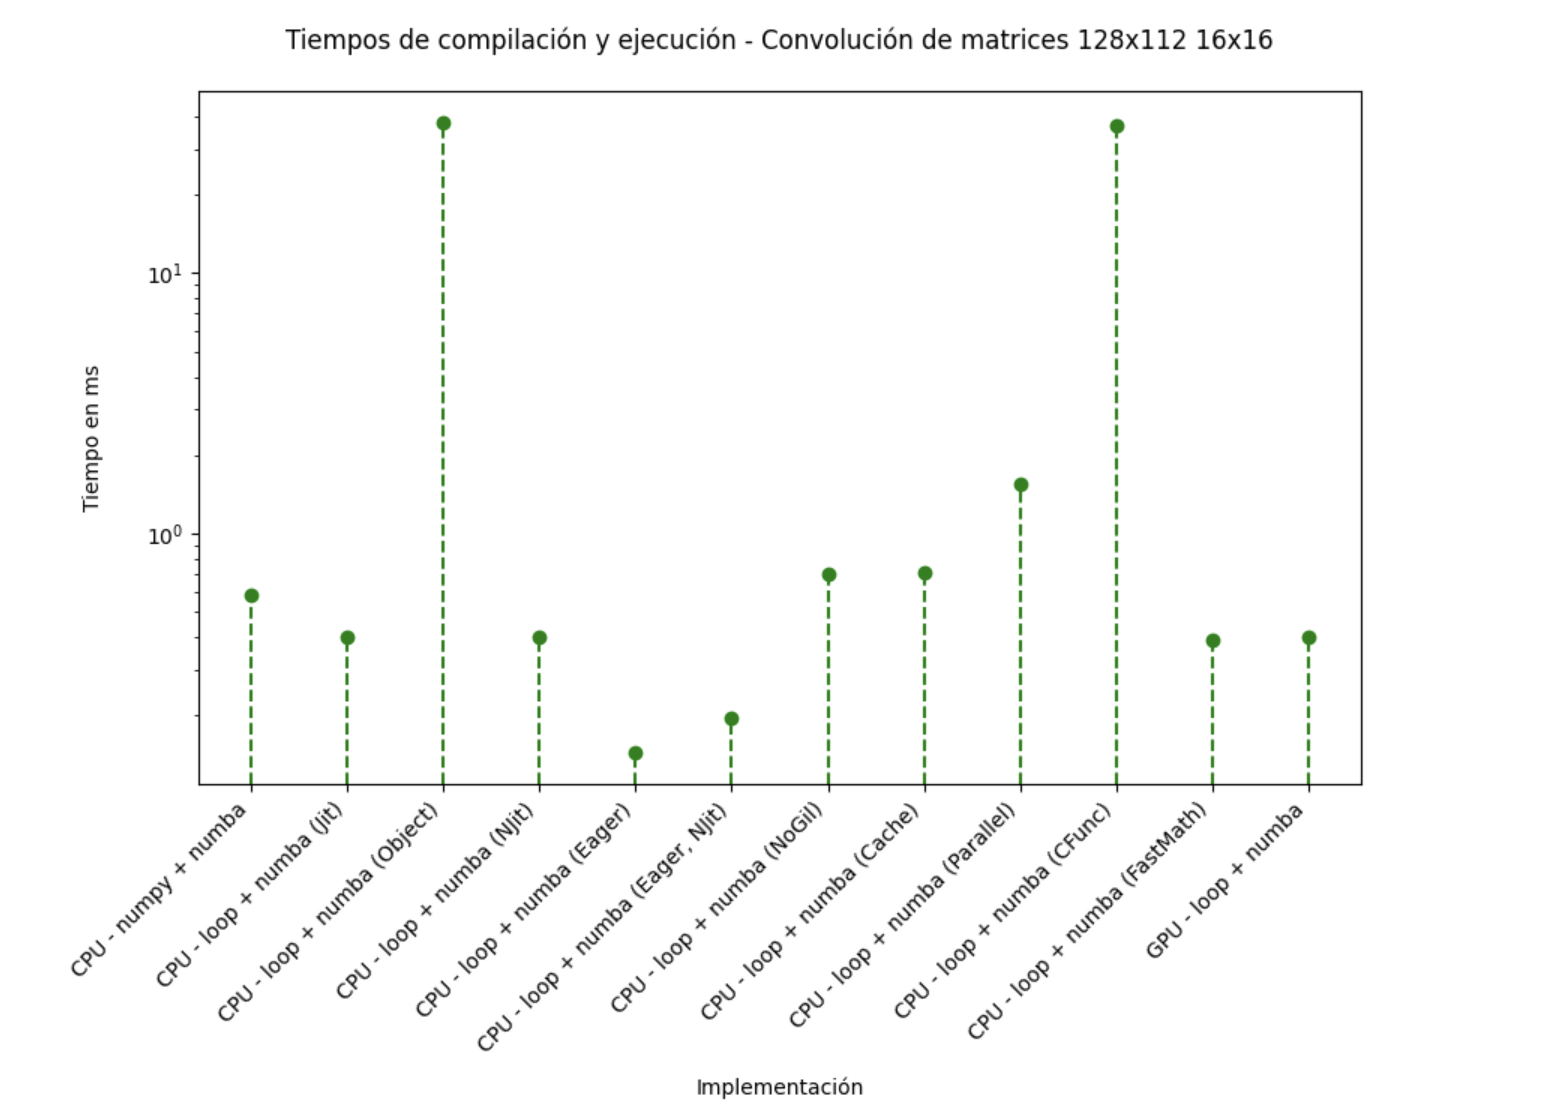 Tiempos de compilación y ejecución - Convolución de matrices 128x112 16x16
Tiempo en ms
10¹
10⁰
CPU - numpy + numba
CPU - loop + numba (Jit)
CPU - loop + numba (Object)
CPU - loop + numba (NJit)
CPU - loop + numba (Eager)
CPU - loop + numba (Eager, NJit)
CPU - loop + numba (NoGil)
CPU - loop + numba (Cache)
CPU - loop + numba (Parallel)
CPU - loop + numba (CFunc)
CPU - loop + numba (FastMath)
GPU - loop + numba
Implementación